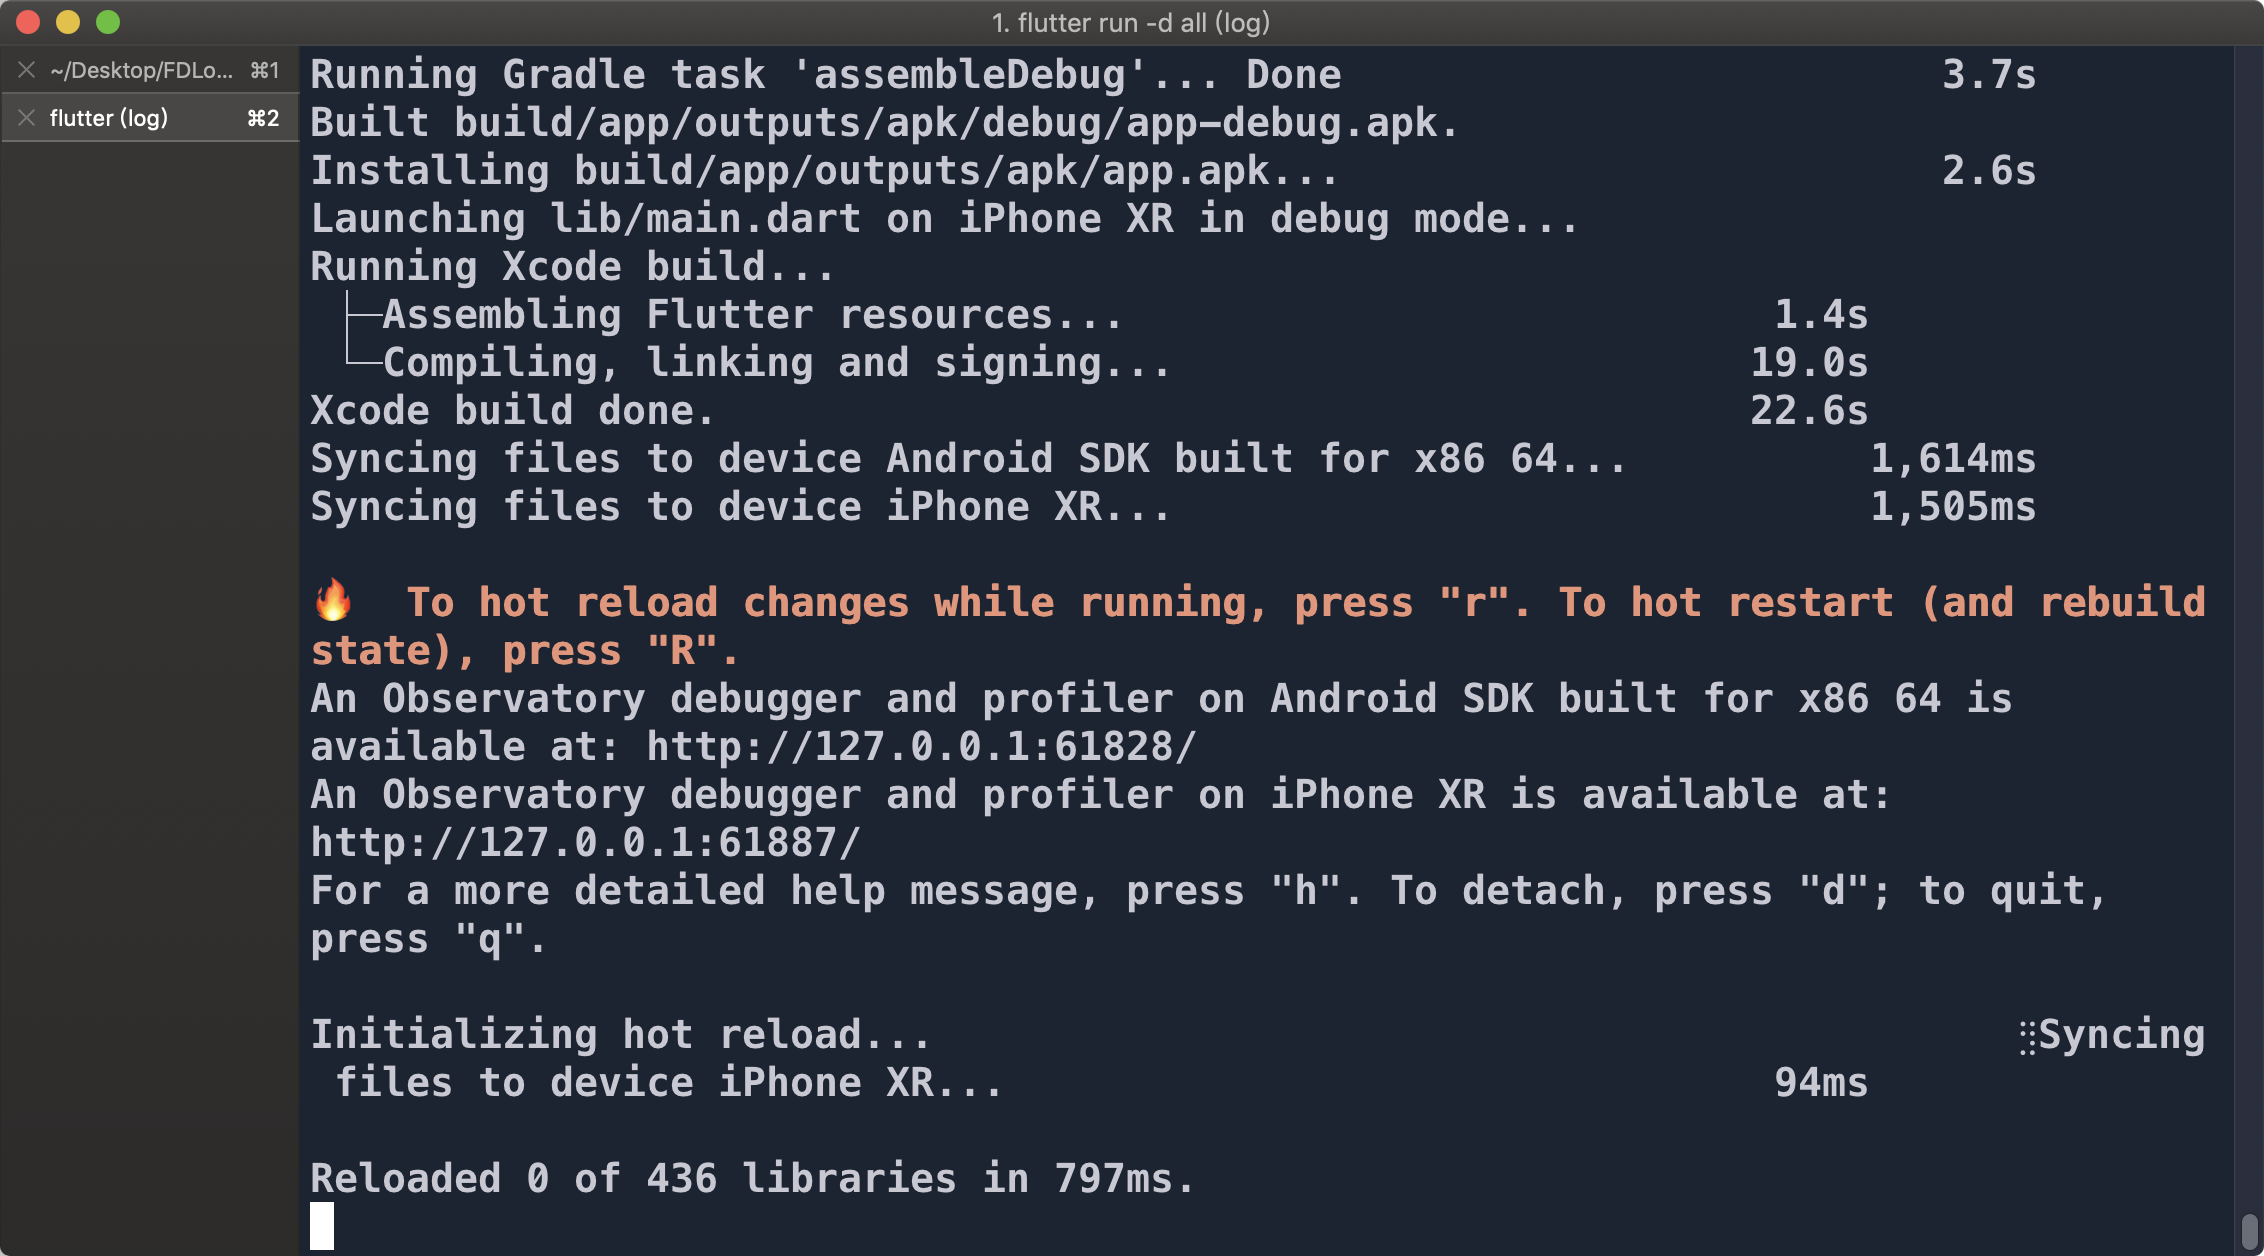 1. flutter run -d all (log)
~/Desktop/FDLo... ⌘1
flutter (log) ⌘2
Running Gradle task 'assembleDebug'... Done 3.7s
Built build/app/outputs/apk/debug/app-debug.apk.
Installing build/app/outputs/apk/app.apk... 2.6s
Launching lib/main.dart on iPhone XR in debug mode...
Running Xcode build...
├─Assembling Flutter resources... 1.4s
└─Compiling, linking and signing... 19.0s
Xcode build done. 22.6s
Syncing files to device Android SDK built for x86 64... 1,614ms
Syncing files to device iPhone XR... 1,505ms
🔥 To hot reload changes while running, press "r". To hot restart (and rebuild
state), press "R".
An Observatory debugger and profiler on Android SDK built for x86 64 is
available at: http://127.0.0.1:61828/
An Observatory debugger and profiler on iPhone XR is available at:
http://127.0.0.1:61887/
For a more detailed help message, press "h". To detach, press "d"; to quit,
press "q".
Initializing hot reload... ⢽Syncing
files to device iPhone XR... 94ms
Reloaded 0 of 436 libraries in 797ms.